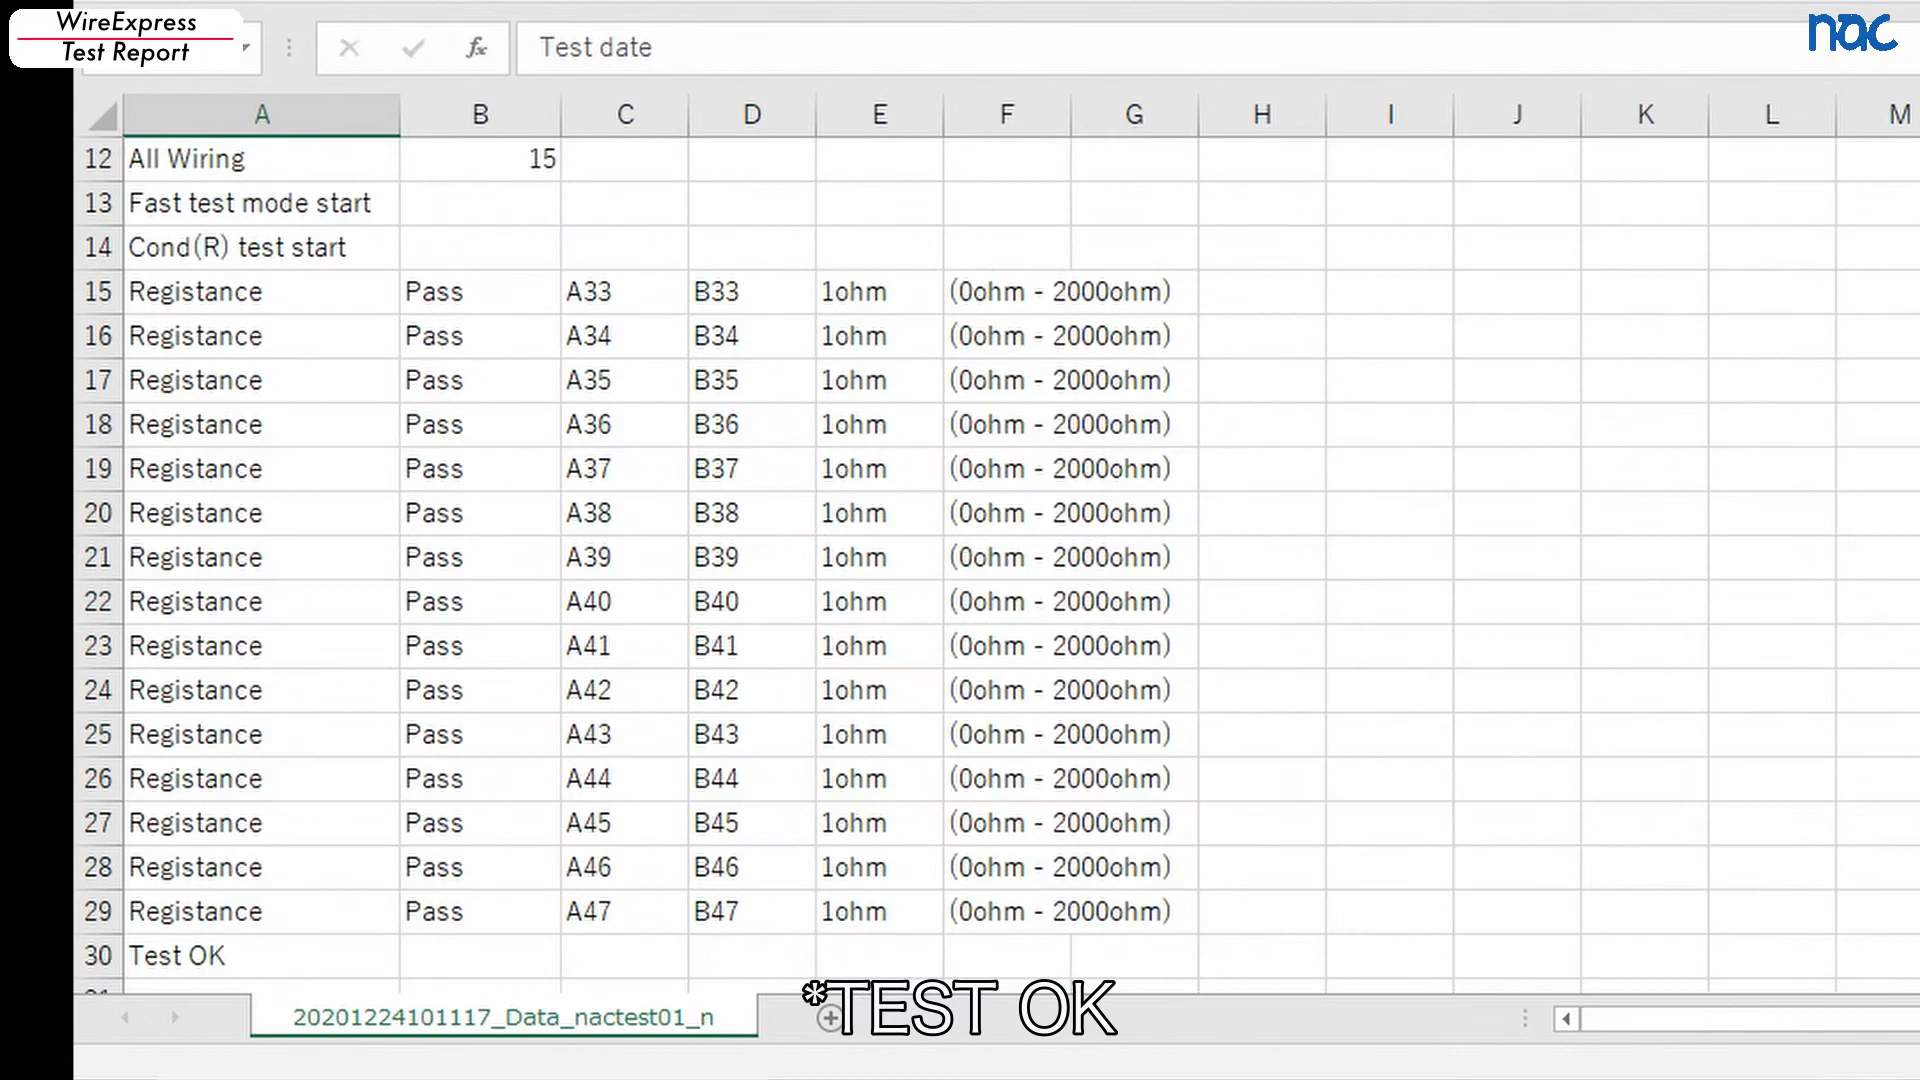 WireExpress
Test Report
Test date
nac
A B C D E F G H I J K L M
12 All Wiring 15
13 Fast test mode start
14 Cond(R) test start
15 Registance Pass A33 B33 1ohm (0ohm - 2000ohm)
16 Registance Pass A34 B34 1ohm (0ohm - 2000ohm)
17 Registance Pass A35 B35 1ohm (0ohm - 2000ohm)
18 Registance Pass A36 B36 1ohm (0ohm - 2000ohm)
19 Registance Pass A37 B37 1ohm (0ohm - 2000ohm)
20 Registance Pass A38 B38 1ohm (0ohm - 2000ohm)
21 Registance Pass A39 B39 1ohm (0ohm - 2000ohm)
22 Registance Pass A40 B40 1ohm (0ohm - 2000ohm)
23 Registance Pass A41 B41 1ohm (0ohm - 2000ohm)
24 Registance Pass A42 B42 1ohm (0ohm - 2000ohm)
25 Registance Pass A43 B43 1ohm (0ohm - 2000ohm)
26 Registance Pass A44 B44 1ohm (0ohm - 2000ohm)
27 Registance Pass A45 B45 1ohm (0ohm - 2000ohm)
28 Registance Pass A46 B46 1ohm (0ohm - 2000ohm)
29 Registance Pass A47 B47 1ohm (0ohm - 2000ohm)
30 Test OK
20201224101117_Data_nactest01_n
*TEST OK